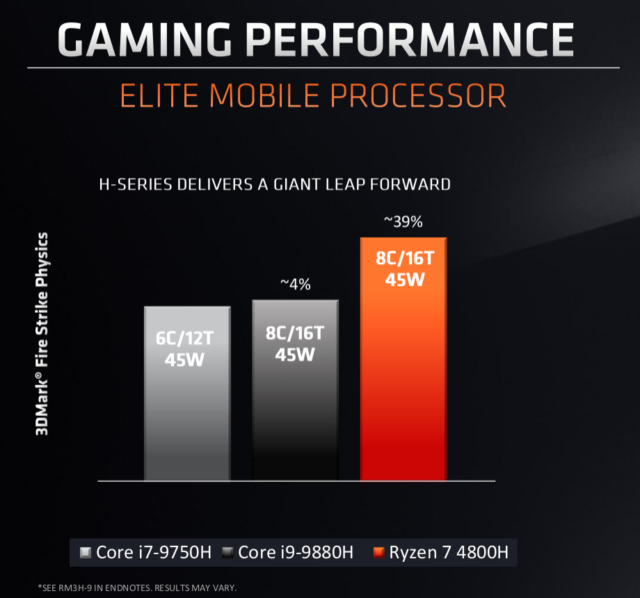 GAMING PERFORMANCE
ELITE MOBILE PROCESSOR
H-SERIES DELIVERS A GIANT LEAP FORWARD
3DMark® Fire Strike Physics
6C/12T
45W
~4%
8C/16T
45W
~39%
8C/16T
45W
Core i7-9750H Core i9-9880H Ryzen 7 4800H
*SEE RM3H-9 IN ENDNOTES. RESULTS MAY VARY.